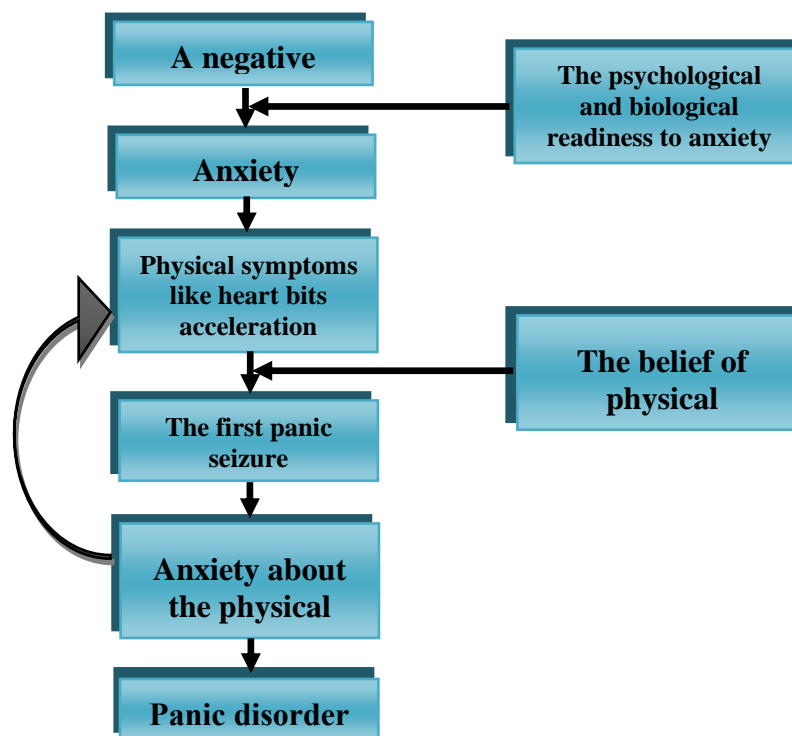 A negative
The psychological
and biological
readiness to anxiety
Anxiety
Physical symptoms
like heart bits
acceleration
The belief of
physical
The first panic
seizure
Anxiety about
the physical
Panic disorder